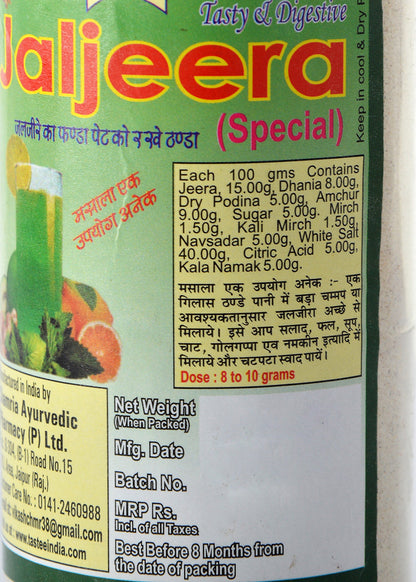 Tasty & Digestive
Jaljeera
(Special)
जलजीरे का फण्डा पेट को रखे ठण्डा
Keep in cool & Dry
मसाला एक
उपयोग अनेक
Each 100 gms Contains
Jeera, 15.00g, Dhania 8.00g,
Dry Podina 5.00g, Amchur
9.00g, Sugar 5.00g. Mirch
1.50g, Kali Mirch 1.50g,
Navsadar 5.00g, White Salt
40.00g, Citric Acid 5.00g,
Kala Namak 5.00g.
मसाला एक उपयोग अनेक :- एक
गिलास ठण्डे पानी में बड़ा चम्मप या
आवश्यकतानुसार जलजीरा अच्छे से
मिलाये। इसे आप सलाद, फल, सूप,
चाट, गोलगप्पा एव नमकीन इत्यादि में
मिलाये और चटपटा स्वाद पायें।
Dose : 8 to 10 grams
in India by
Ayurvedic
(P) Ltd.
(B-1) Road No.15
Jaipur (Raj.)
Care No. : 0141-2460988
@gmail.com
www.tasteeindia.com
Net Weight
(When Packed)
Mfg. Date
Batch No.
MRP Rs.
Incl. of all Taxes
Best Before 8 Months from
the date of packing